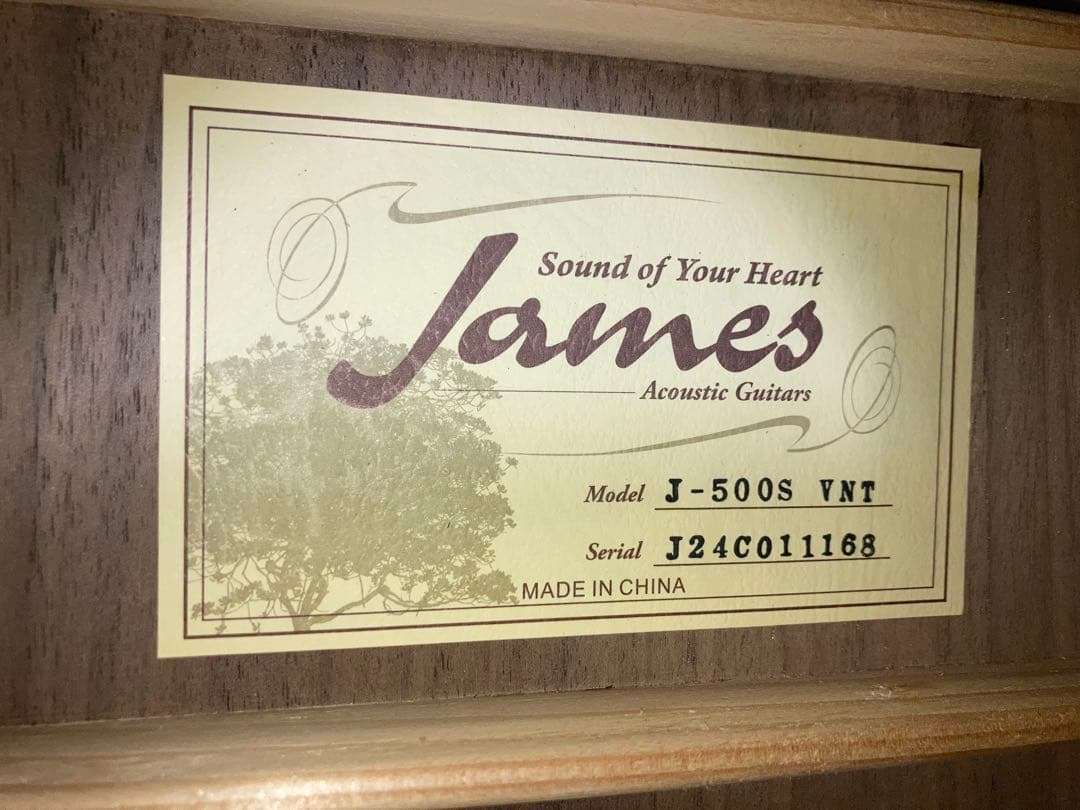 Sound of Your Heart
James
Acoustic Guitars
Model J-500S VNT
Serial J24C011168
MADE IN CHINA